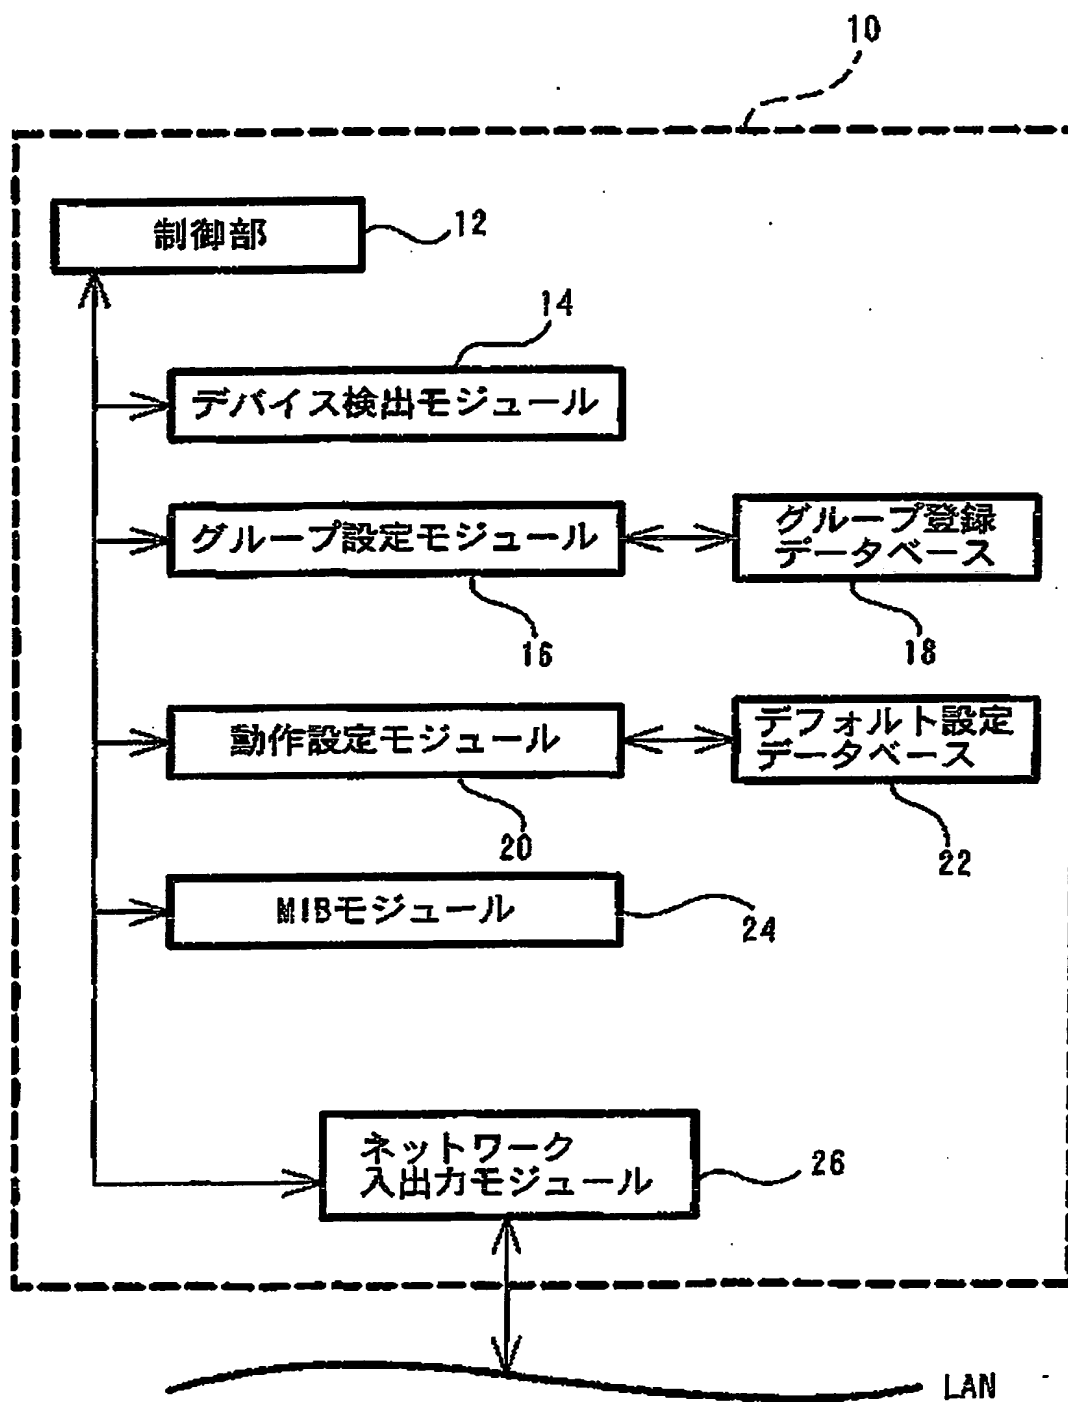 10
制御部
12
14
デバイス検出モジュール
グループ設定モジュール
グループ登録
データベース
16
18
動作設定モジュール
デフォルト設定
データベース
20
22
MIBモジュール
24
ネットワーク
入出力モジュール
26
LAN